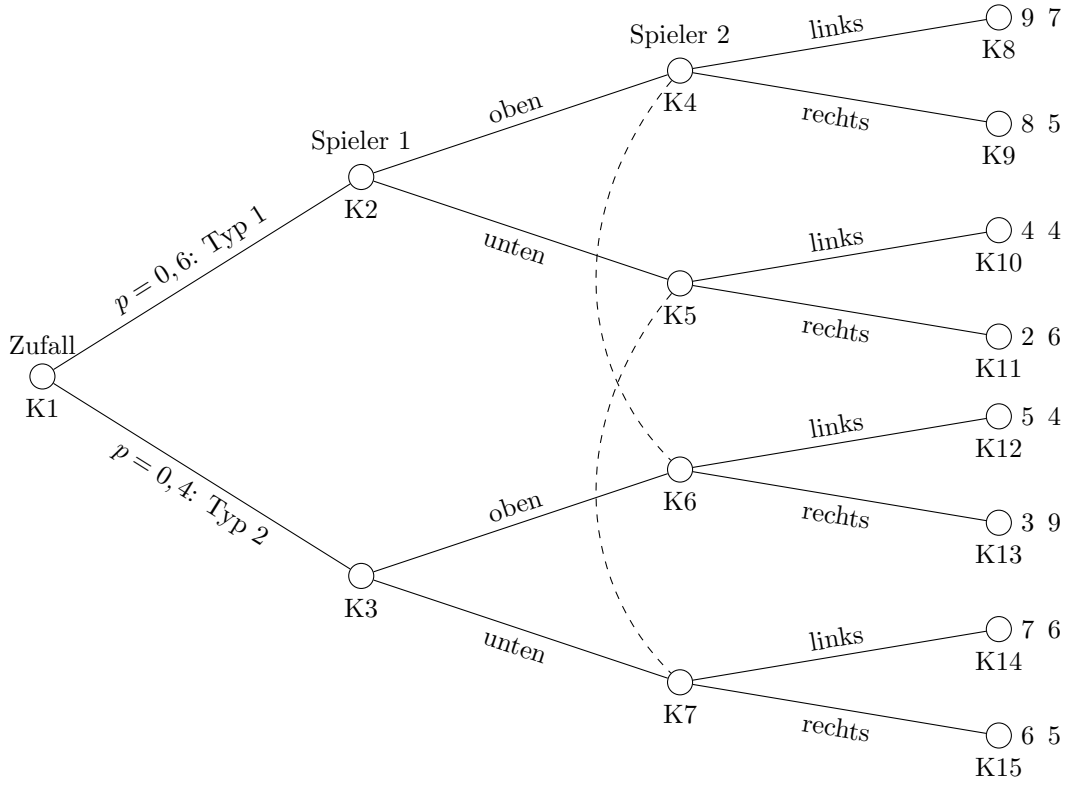 9 7
links
K8
Spieler 2
K4
rechts
8 5
K9
oben
Spieler 1
K2
unten
links
4 4
K10
K5
rechts
2 6
K11
p = 0,6: Typ 1
Zufall
K1
p = 0,4: Typ 2
links
5 4
K12
K6
oben
rechts
3 9
K13
K3
unten
links
7 6
K14
K7
rechts
6 5
K15